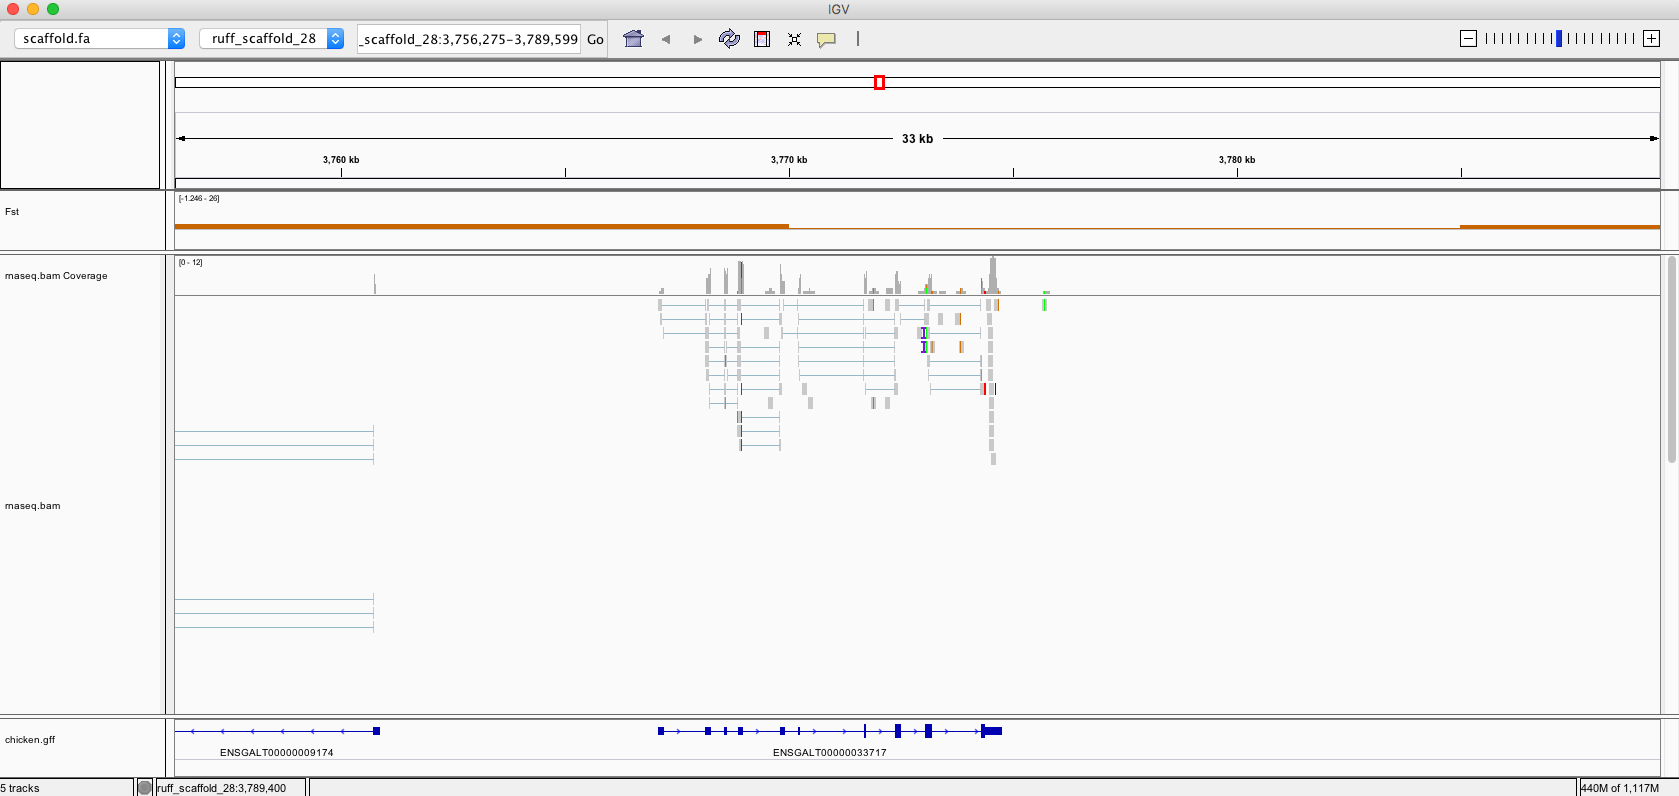 IGV
scaffold.fa ruff_scaffold_28 _scaffold_28:3,756,275-3,789,599 Go
33 kb
3,760 kb 3,770 kb 3,780 kb
[-1.246 - 26]
Fst
[0 - 12]
rnaseq.bam Coverage
rnaseq.bam
chicken.gff
ENSGALT00000009174 ENSGALT00000033717
5 tracks ruff_scaffold_28:3,789,400 440M of 1,117M